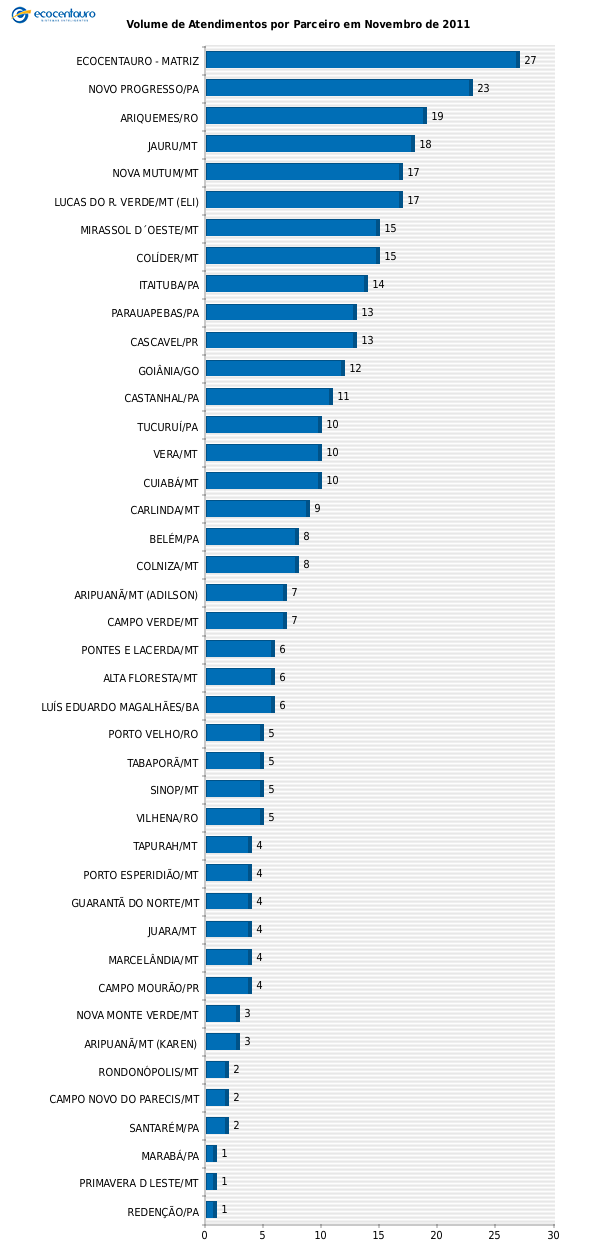 ecocentauro
Volume de Atendimentos por Parceiro em Novembro de 2011
ECOCENTAURO - MATRIZ 27
NOVO PROGRESSO/PA 23
ARIQUEMES/RO 19
JAURU/MT 18
NOVA MUTUM/MT 17
LUCAS DO R. VERDE/MT (ELI) 17
MIRASSOL D´OESTE/MT 15
COLÍDER/MT 15
ITAITUBA/PA 14
PARAUAPEBAS/PA 13
CASCAVEL/PR 13
GOIÂNIA/GO 12
CASTANHAL/PA 11
TUCURUÍ/PA 10
VERA/MT 10
CUIABÁ/MT 10
CARLINDA/MT 9
BELÉM/PA 8
COLNIZA/MT 8
ARIPUANÃ/MT (ADILSON) 7
CAMPO VERDE/MT 7
PONTES E LACERDA/MT 6
ALTA FLORESTA/MT 6
LUÍS EDUARDO MAGALHÃES/BA 6
PORTO VELHO/RO 5
TABAPORÃ/MT 5
SINOP/MT 5
VILHENA/RO 5
TAPURAH/MT 4
PORTO ESPERIDIÃO/MT 4
GUARANTÃ DO NORTE/MT 4
JUARA/MT 4
MARCELÂNDIA/MT 4
CAMPO MOURÃO/PR 4
NOVA MONTE VERDE/MT 3
ARIPUANÃ/MT (KAREN) 3
RONDONÓPOLIS/MT 2
CAMPO NOVO DO PARECIS/MT 2
SANTARÉM/PA 2
MARABÁ/PA 1
PRIMAVERA D LESTE/MT 1
REDENÇÃO/PA 1
0 5 10 15 20 25 30